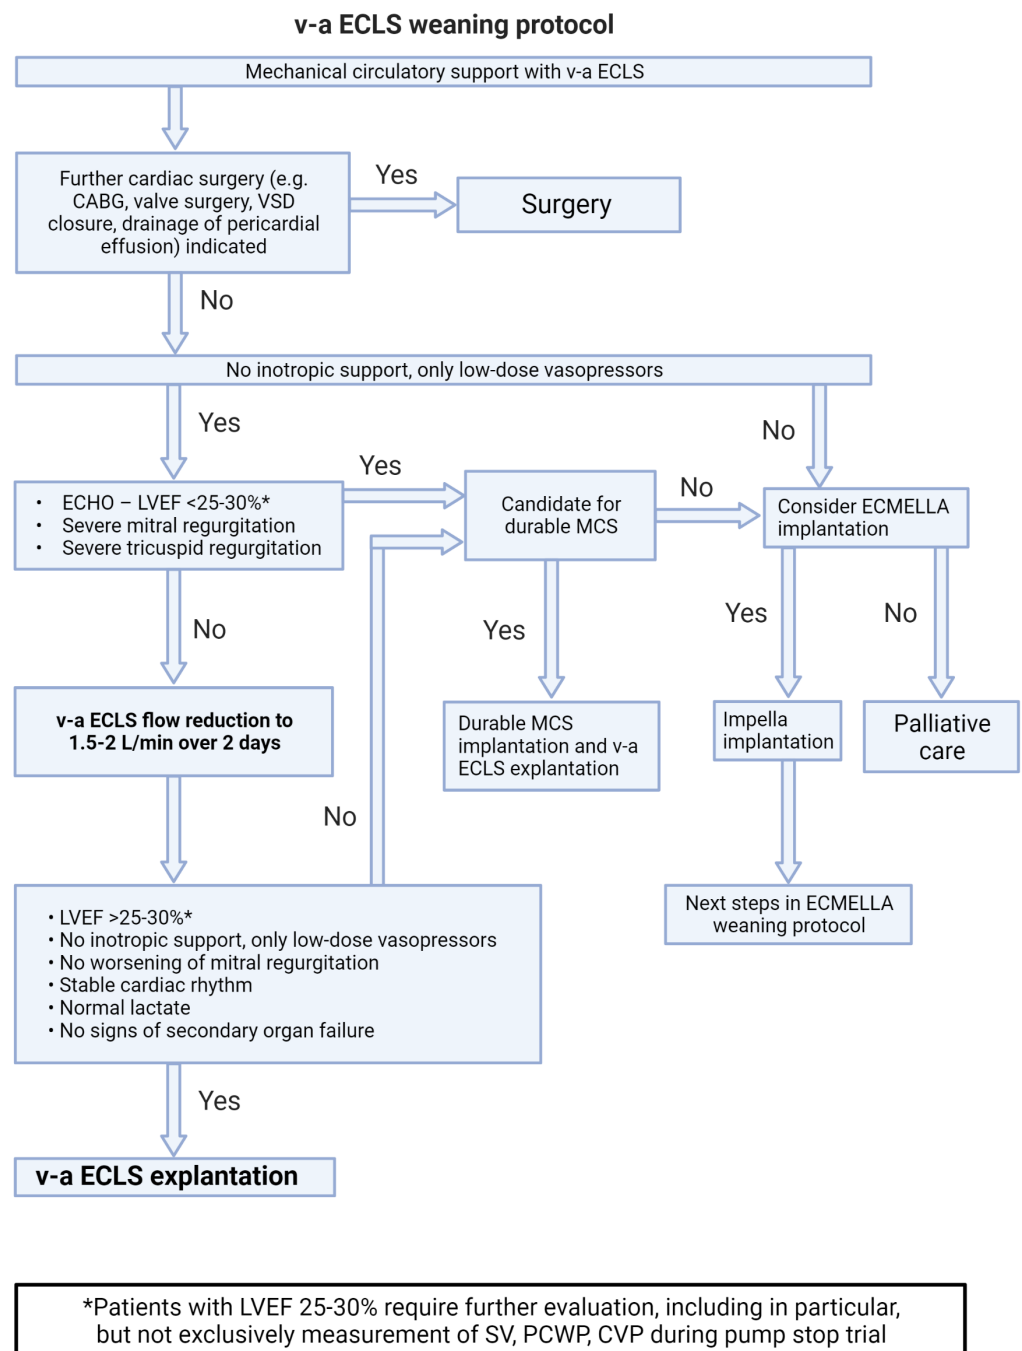 v-a ECLS weaning protocol
Mechanical circulatory support with v-a ECLS
Further cardiac surgery (e.g.
CABG, valve surgery, VSD
closure, drainage of pericardial
effusion) indicated
Yes
Surgery
No
No inotropic support, only low-dose vasopressors
Yes
No
• ECHO – LVEF <25-30%*
• Severe mitral regurgitation
• Severe tricuspid regurgitation
Yes
Candidate for
durable MCS
No
Consider ECMELLA
implantation
No
Yes
Yes
No
v-a ECLS flow reduction to
1.5-2 L/min over 2 days
Durable MCS
implantation and v-a
ECLS explantation
Impella
implantation
Palliative
care
No
• LVEF >25-30%*
• No inotropic support, only low-dose vasopressors
• No worsening of mitral regurgitation
• Stable cardiac rhythm
• Normal lactate
• No signs of secondary organ failure
Next steps in ECMELLA
weaning protocol
Yes
v-a ECLS explantation
*Patients with LVEF 25-30% require further evaluation, including in particular,
but not exclusively measurement of SV, PCWP, CVP during pump stop trial